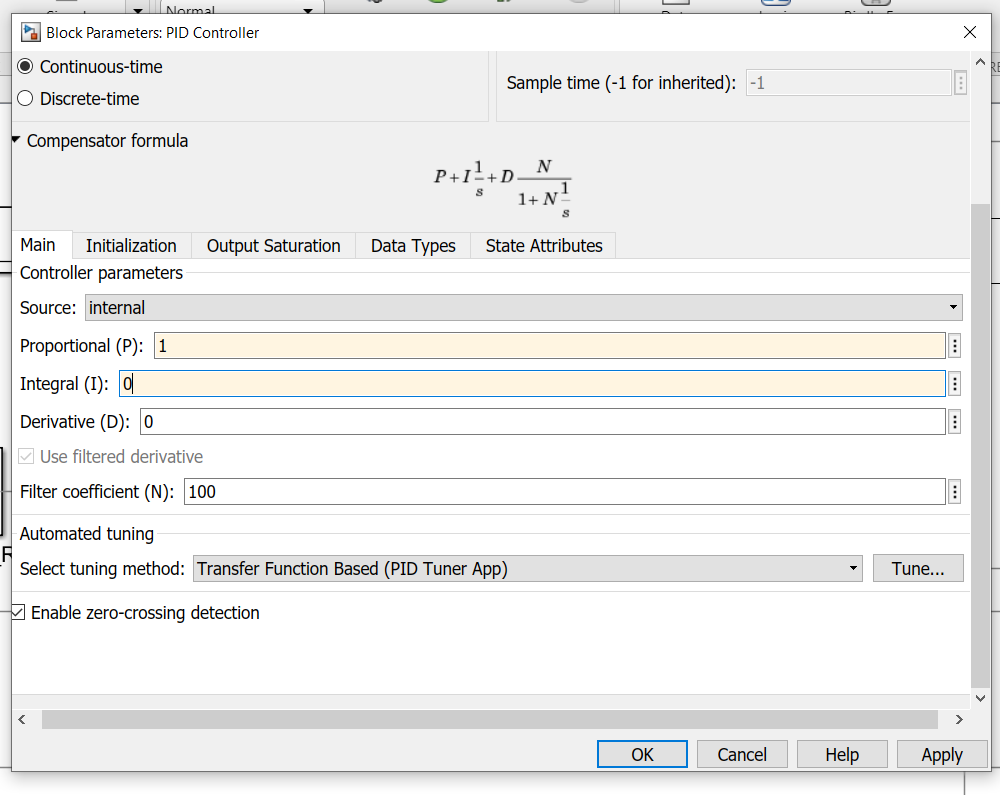 Normal
Block Parameters: PID Controller
Continuous-time
Discrete-time
Sample time (-1 for inherited): -1
Compensator formula
P + I 1/s + D N/(1 + N 1/s)
Main Initialization Output Saturation Data Types State Attributes
Controller parameters
Source: internal
Proportional (P): 1
Integral (I): 0
Derivative (D): 0
Use filtered derivative
Filter coefficient (N): 100
Automated tuning
Select tuning method: Transfer Function Based (PID Tuner App) Tune...
Enable zero-crossing detection
OK Cancel Help Apply